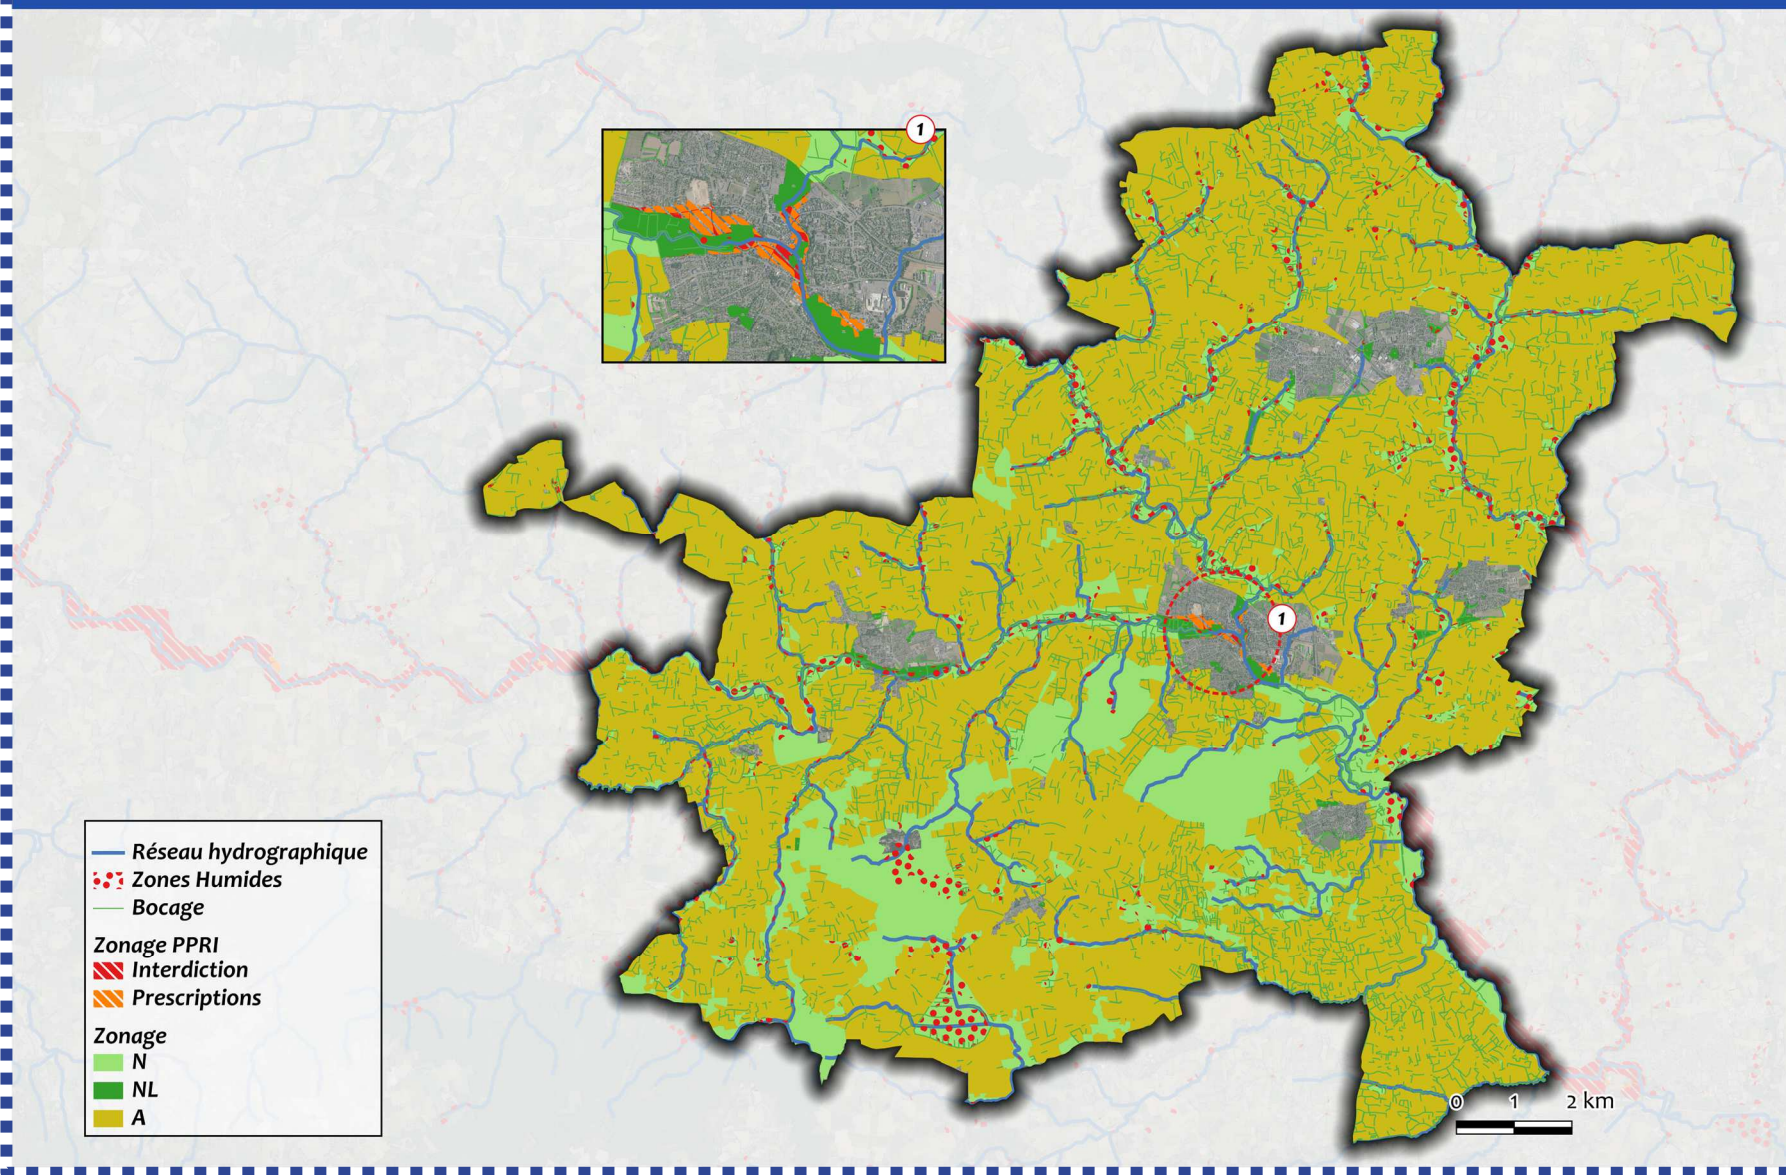 1
1
Réseau hydrographique
Zones Humides
Bocage
Zonage PPRI
Interdiction
Prescriptions
Zonage
N
NL
A
0 1 2 km